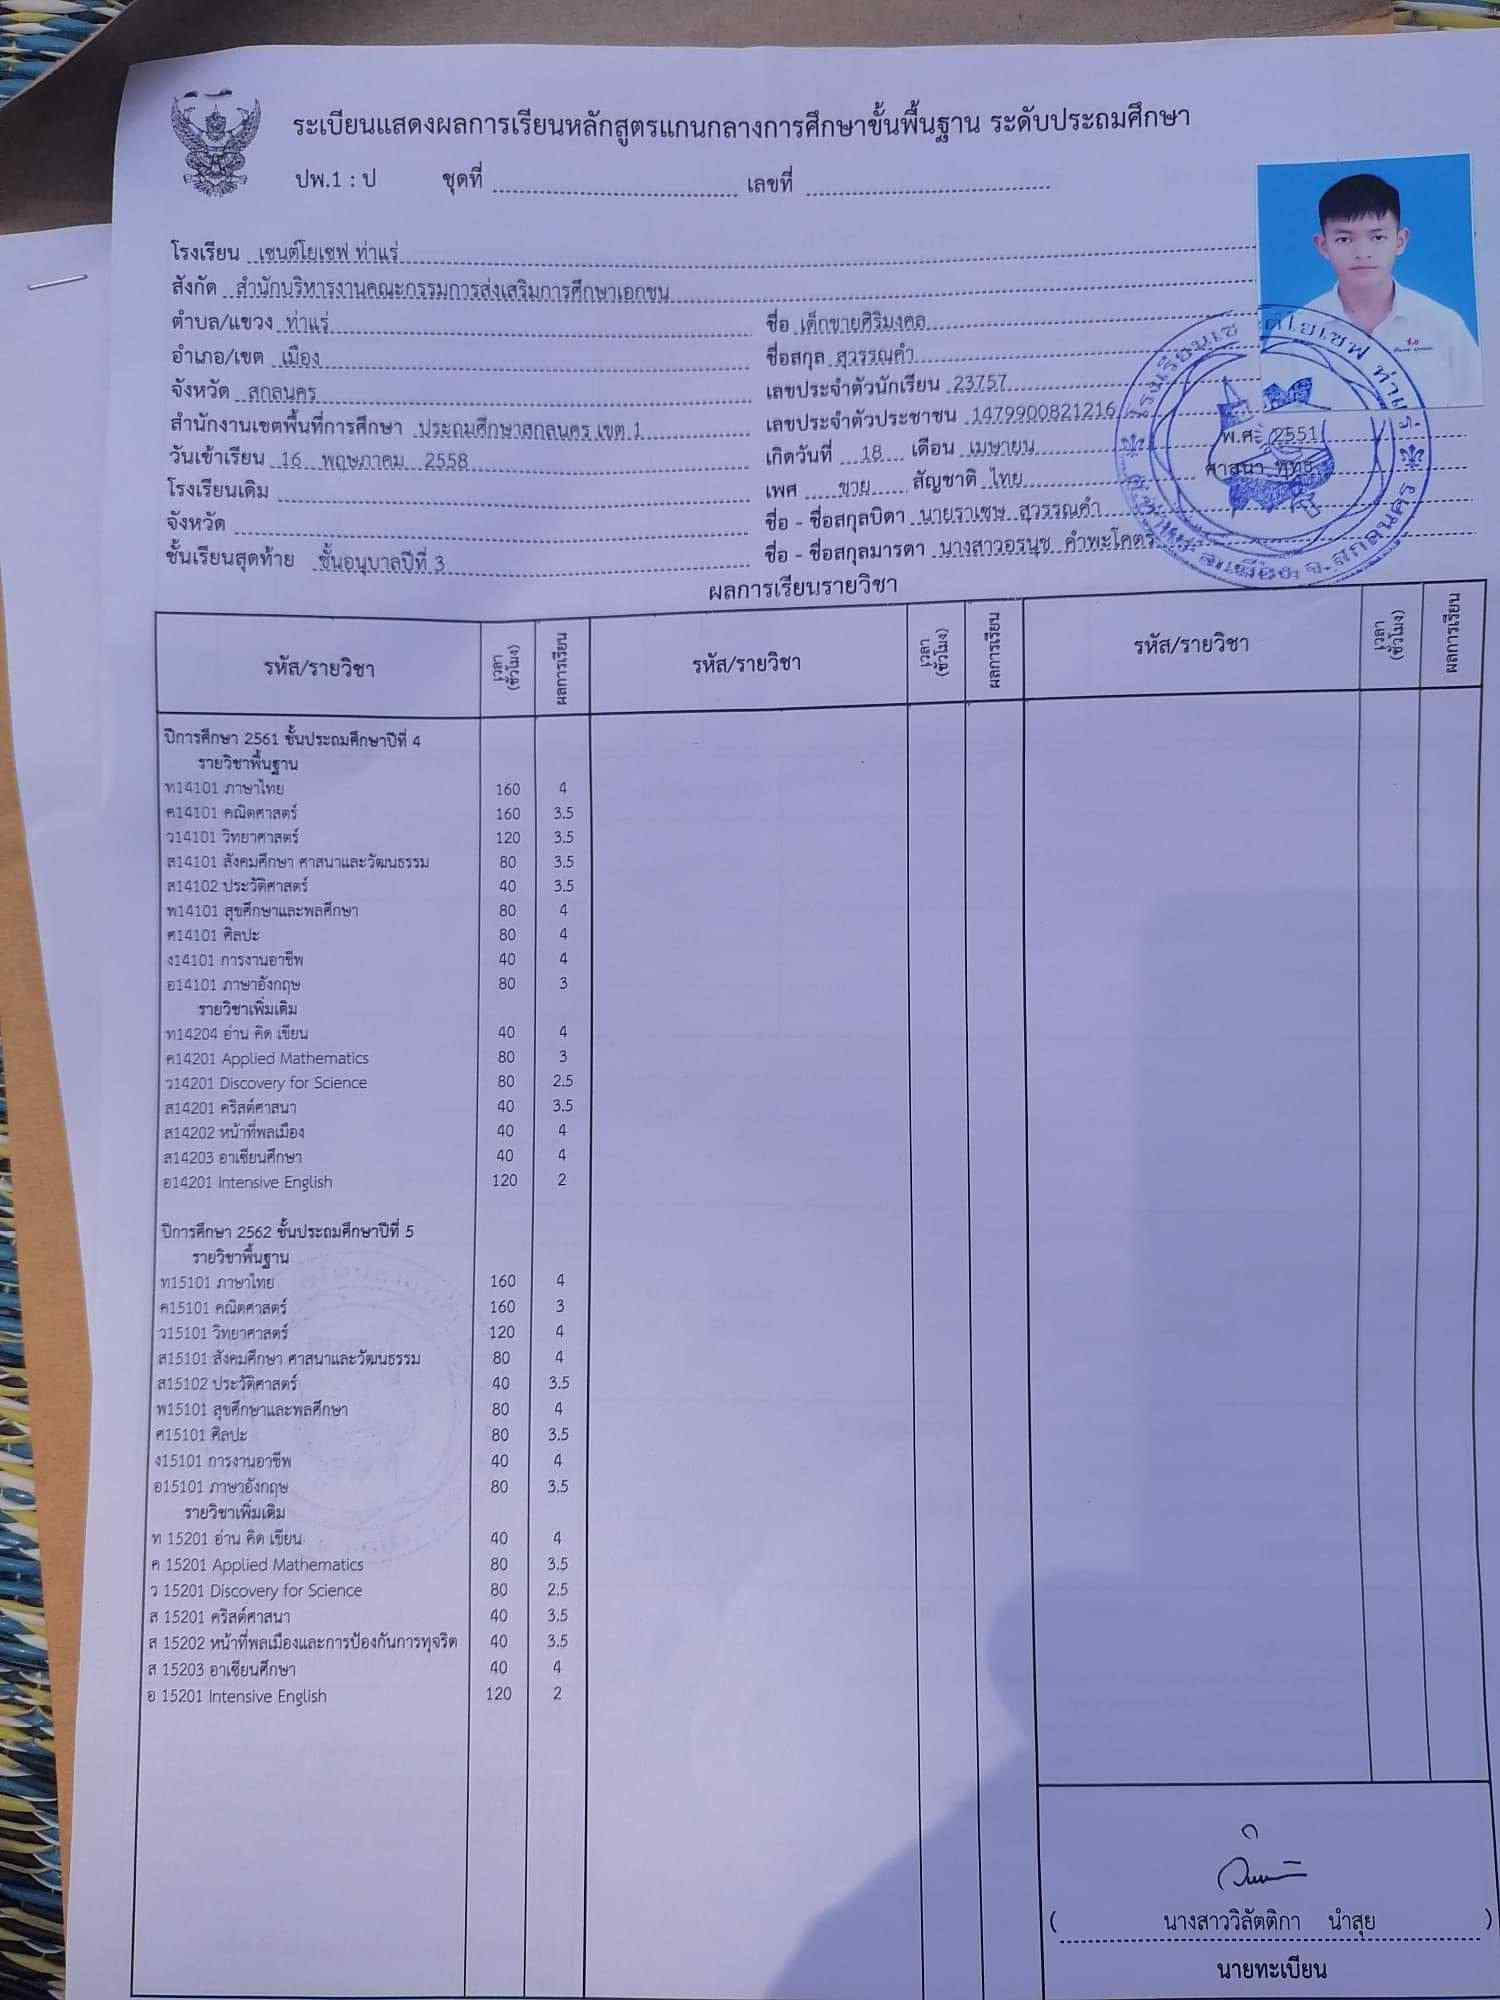 ระเบียนแสดงผลการเรียนหลักสูตรแกนกลางการศึกษาขั้นพื้นฐาน ระดับประถมศึกษา
ปพ.1 : ป ชุดที่ เลขที่
โรงเรียน เซนต์โยเซฟ ท่าแร่
สังกัด สำนักบริหารงานคณะกรรมการส่งเสริมการศึกษาเอกชน
ตำบล/แขวง ท่าแร่
อำเภอ/เขต เมือง
จังหวัด สกลนคร
สำนักงานเขตพื้นที่การศึกษา ประถมศึกษาสกลนคร เขต 1
วันเข้าเรียน 16 พฤษภาคม 2558
โรงเรียนเดิม
จังหวัด
ชั้นเรียนสุดท้าย ชั้นอนุบาลปีที่ 3
ชื่อ เด็กชายศิริมงคล
ชื่อสกุล สุวรรณคำ
เลขประจำตัวนักเรียน 23757
เลขประจำตัวประชาชน 1479900821216
เกิดวันที่ 18 เดือน เมษายน พ.ศ. 2551
เพศ ชาย สัญชาติ ไทย ศาสนา พุทธ
ชื่อ - ชื่อสกุลบิดา นายราเชษ สุวรรณคำ
ชื่อ - ชื่อสกุลมารดา นางสาวอรนุช คำพะโคตร
ผลการเรียนรายวิชา
รหัส/รายวิชา เวลา (ชั่วโมง) ผลการเรียน รหัส/รายวิชา เวลา (ชั่วโมง) ผลการเรียน รหัส/รายวิชา เวลา (ชั่วโมง) ผลการเรียน
ปีการศึกษา 2561 ชั้นประถมศึกษาปีที่ 4
รายวิชาพื้นฐาน
ท14101 ภาษาไทย 160 4
ค14101 คณิตศาสตร์ 160 3.5
ว14101 วิทยาศาสตร์ 120 3.5
ส14101 สังคมศึกษา ศาสนาและวัฒนธรรม 80 3.5
ส14102 ประวัติศาสตร์ 40 3.5
พ14101 สุขศึกษาและพลศึกษา 80 4
ศ14101 ศิลปะ 80 4
ง14101 การงานอาชีพ 40 4
อ14101 ภาษาอังกฤษ 80 3
รายวิชาเพิ่มเติม
ท14204 อ่าน คิด เขียน 40 4
ค14201 Applied Mathematics 80 3
ว14201 Discovery for Science 80 2.5
ส14201 คริสต์ศาสนา 40 3.5
ส14202 หน้าที่พลเมือง 40 4
ส14203 อาเซียนศึกษา 40 4
อ14201 Intensive English 120 2
ปีการศึกษา 2562 ชั้นประถมศึกษาปีที่ 5
รายวิชาพื้นฐาน
ท15101 ภาษาไทย 160 4
ค15101 คณิตศาสตร์ 160 3
ว15101 วิทยาศาสตร์ 120 4
ส15101 สังคมศึกษา ศาสนาและวัฒนธรรม 80 4
ส15102 ประวัติศาสตร์ 40 3.5
พ15101 สุขศึกษาและพลศึกษา 80 4
ศ15101 ศิลปะ 80 3.5
ง15101 การงานอาชีพ 40 4
อ15101 ภาษาอังกฤษ 80 3.5
รายวิชาเพิ่มเติม
ท 15201 อ่าน คิด เขียน 40 4
ค 15201 Applied Mathematics 80 3.5
ว 15201 Discovery for Science 80 2.5
ส 15201 คริสต์ศาสนา 40 3.5
ส 15202 หน้าที่พลเมืองและการป้องกันการทุจริต 40 3.5
ส 15203 อาเซียนศึกษา 40 4
อ 15201 Intensive English 120 2
( นางสาววิลัตติกา นำสุย )
นายทะเบียน